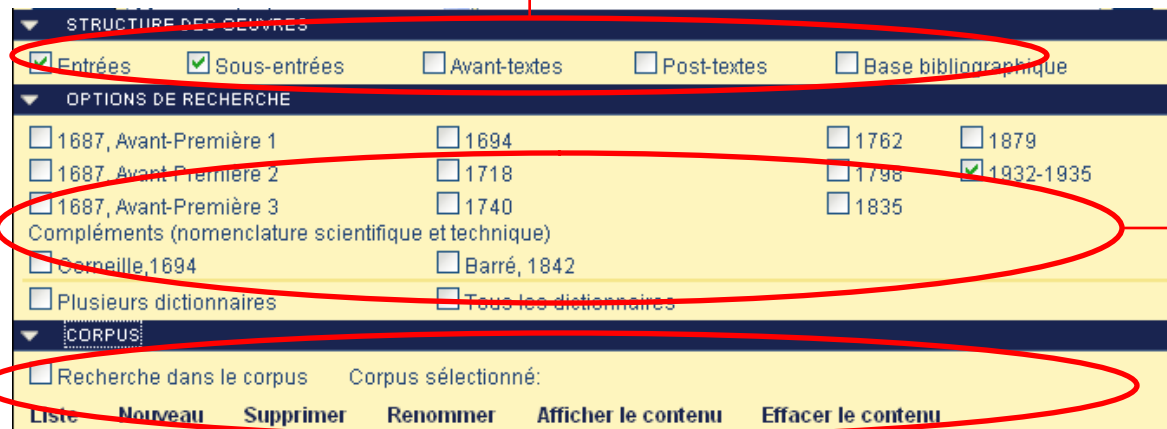 STRUCTURE DES OEUVRES
Entrées Sous-entrées Avant-textes Post-textes Base bibliographique
OPTIONS DE RECHERCHE
1687, Avant-Première 1 1694 1762 1879
1687, Avant-Première 2 1718 1798 1932-1935
1687, Avant-Première 3 1740 1835
Compléments (nomenclature scientifique et technique)
Corneille,1694 Barré, 1842
Plusieurs dictionnaires Tous les dictionnaires
CORPUS
Recherche dans le corpus Corpus sélectionné:
Liste Nouveau Supprimer Renommer Afficher le contenu Effacer le contenu